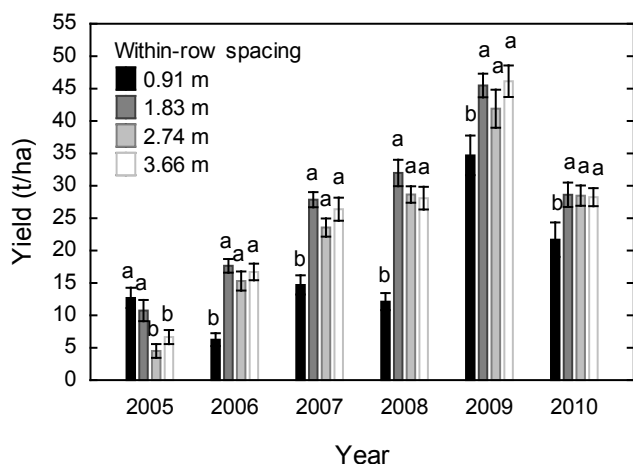 55
50
45
40
35
30
25
20
15
10
5
0
Yield (t/ha)
Within-row spacing
0.91 m
1.83 m
2.74 m
3.66 m
a a b b
b a a a
b a a a
b a a a
b a a a
b a a a
2005 2006 2007 2008 2009 2010
Year